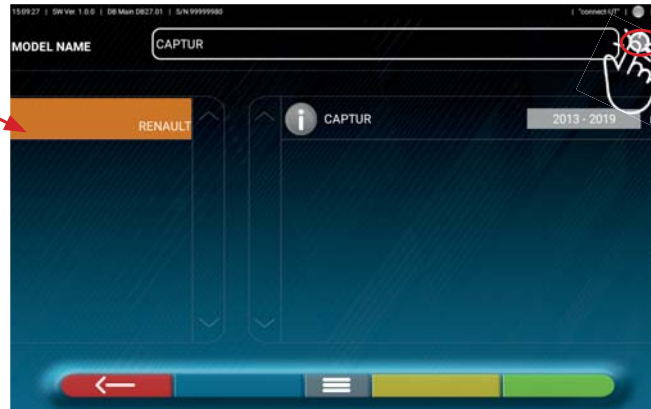 15:09:27 | SW Ver. 1.0.0 | DB Main DB27.01 | S/N 99999980 | "connect-UT" |
MODEL NAME CAPTUR
RENAULT
CAPTUR 2013 - 2019